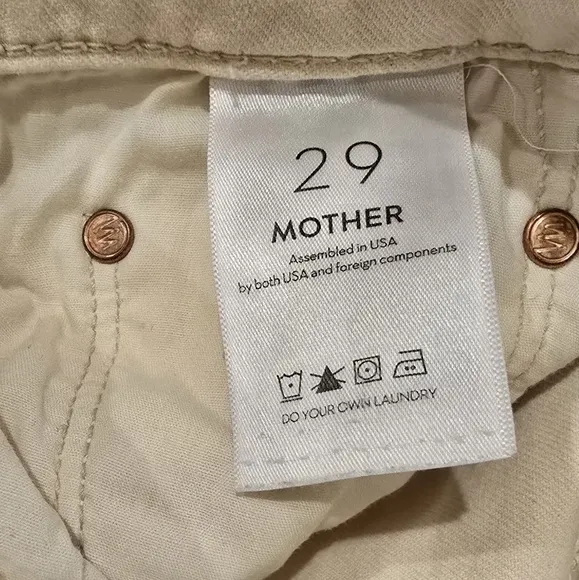 29
MOTHER
Assembled in USA
by both USA and foreign components
DO YOUR OWN LAUNDRY